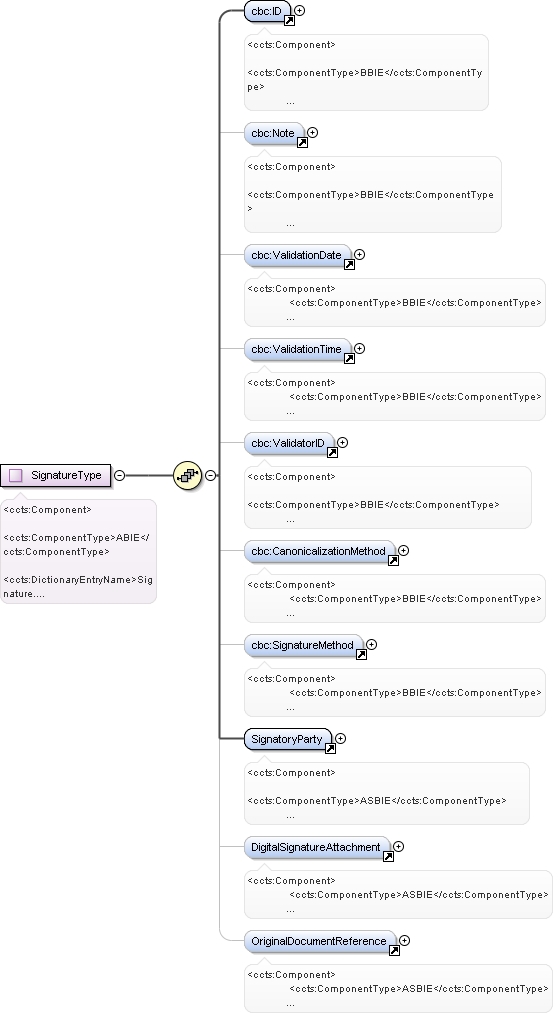 cbc:ID
<ccts:Component>
<ccts:ComponentType>BBIE</ccts:ComponentTy
pe>
...
cbc:Note
<ccts:Component>
<ccts:ComponentType>BBIE</ccts:ComponentType
>
...
cbc:ValidationDate
<ccts:Component>
<ccts:ComponentType>BBIE</ccts:ComponentType>
...
cbc:ValidationTime
<ccts:Component>
<ccts:ComponentType>BBIE</ccts:ComponentType>
...
cbc:ValidatorID
<ccts:Component>
<ccts:ComponentType>BBIE</ccts:ComponentType>
...
SignatureType
<ccts:Component>
<ccts:ComponentType>ABIE</
ccts:ComponentType>
<ccts:DictionaryEntryName>Sig
nature....
cbc:CanonicalizationMethod
<ccts:Component>
<ccts:ComponentType>BBIE</ccts:ComponentType>
...
cbc:SignatureMethod
<ccts:Component>
<ccts:ComponentType>BBIE</ccts:ComponentType>
...
SignatoryParty
<ccts:Component>
<ccts:ComponentType>ASBIE</ccts:ComponentType>
...
DigitalSignatureAttachment
<ccts:Component>
<ccts:ComponentType>ASBIE</ccts:ComponentType>
...
OriginalDocumentReference
<ccts:Component>
<ccts:ComponentType>ASBIE</ccts:ComponentType>
...